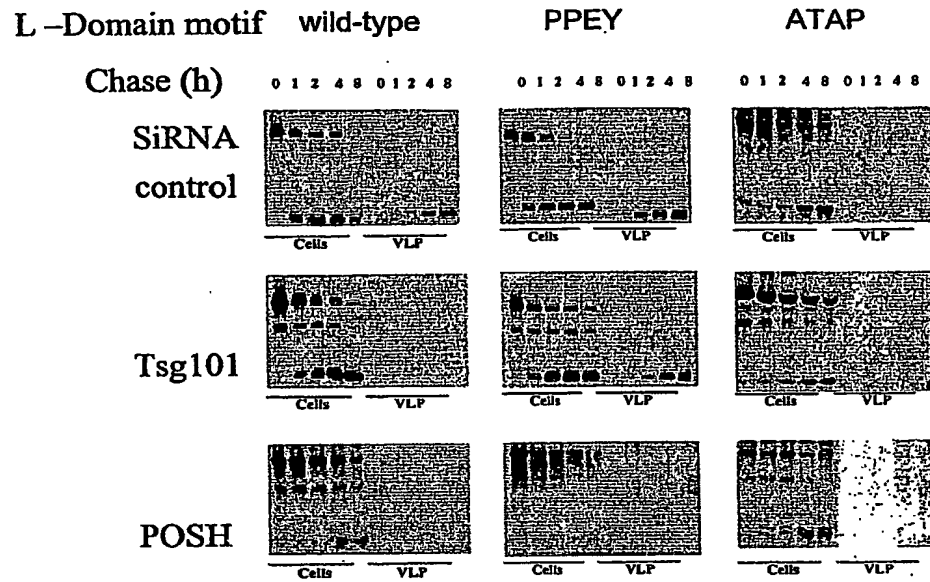 L –Domain motif wild-type PPEY ATAP
Chase (h) 0 1 2 4 8 0 1 2 4 8 0 1 2 4 8 0 1 2 4 8 0 1 2 4 8 0 1 2 4 8
SiRNA
control
Cells VLP Cells VLP Cells VLP
Tsg101
Cells VLP Cells VLP Cells VLP
POSH
Cells VLP Cells VLP Cells VLP